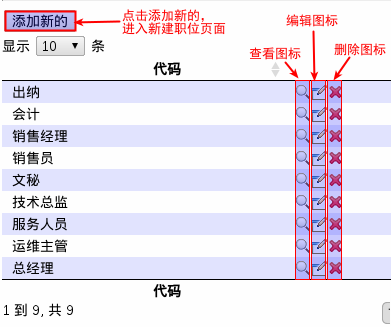 添加新的
点击添加新的，
进入新建职位页面
编辑图标
查看图标
删除图标
显示 10 条
代码
出纳
会计
销售经理
销售员
文秘
技术总监
服务人员
运维主管
总经理
代码
1 到 9, 共 9